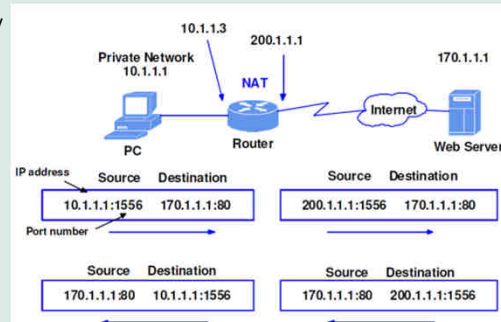 10.1.1.3
200.1.1.1
Private Network
10.1.1.1
170.1.1.1
NAT
Internet
PC
Router
Web Server
IP address
Source Destination
10.1.1.1:1556 170.1.1.1:80
Port number
Source Destination
200.1.1.1:1556 170.1.1.1:80
Source Destination
170.1.1.1:80 10.1.1.1:1556
Source Destination
170.1.1.1:80 200.1.1.1:1556